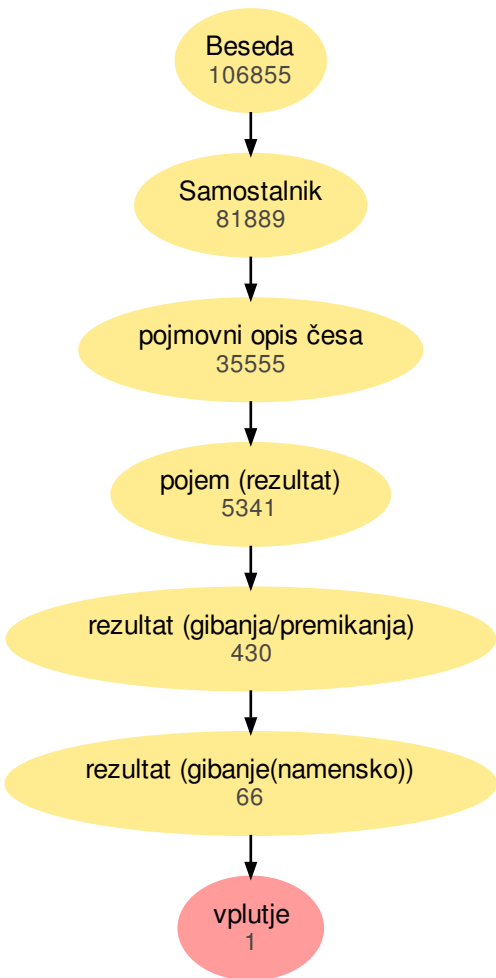 Beseda
106855
Samostalnik
81889
pojmovni opis česa
35555
pojem (rezultat)
5341
rezultat (gibanja/premikanja)
430
rezultat (gibanje(namensko))
66
vplutje
1